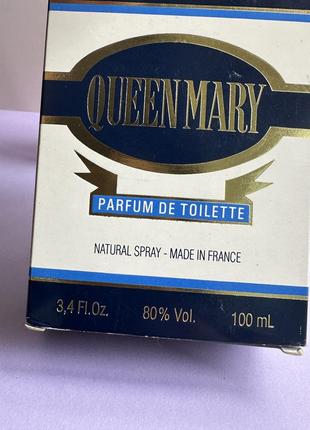 QUEEN MARY
PARFUM DE TOILETTE
NATURAL SPRAY - MADE IN FRANCE
3,4 Fl.Oz. 80% Vol. 100 mL